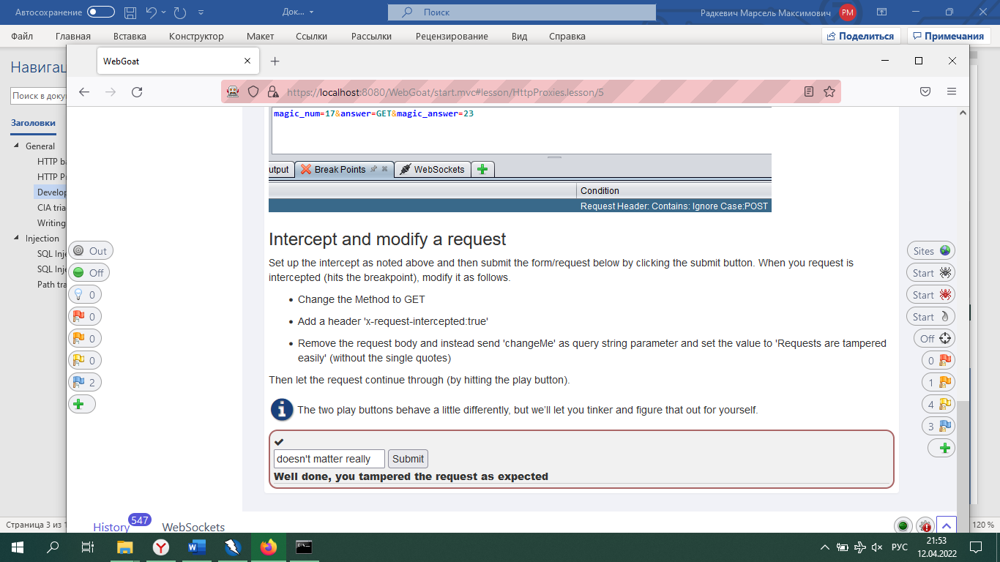 Автосохранение
Док...
Поиск
Радкевич Марсель Максимович
РМ
Файл
Главная
Вставка
Конструктор
Макет
Ссылки
Рассылки
Рецензирование
Вид
Справка
Поделиться
Примечания
Навигац
Поиск в доку
Заголовки
General
HTTP ba
HTTP Pr
Develop
CIA tria
Writing
Injection
SQL Inje
SQL Inje
Path tra
WebGoat
https://localhost:8080/WebGoat/start.mvc#lesson/HttpProxies.lesson/5
magic_num=17&answer=GET&magic_answer=23
utput
Break Points
WebSockets
Condition
Request Header: Contains: Ignore Case:POST
Intercept and modify a request
Set up the intercept as noted above and then submit the form/request below by clicking the submit button. When you request is
intercepted (hits the breakpoint), modify it as follows.
Change the Method to GET
Add a header 'x-request-intercepted:true'
Remove the request body and instead send 'changeMe' as query string parameter and set the value to 'Requests are tampered
easily' (without the single quotes)
Then let the request continue through (by hitting the play button).
The two play buttons behave a little differently, but we’ll let you tinker and figure that out for yourself.
doesn't matter really
Submit
Well done, you tampered the request as expected
Out
Off
0
0
0
0
2
Sites
Start
Start
Start
Off
0
1
4
3
History
547
WebSockets
Страница 3 из 1
120 %
РУС
21:53
12.04.2022